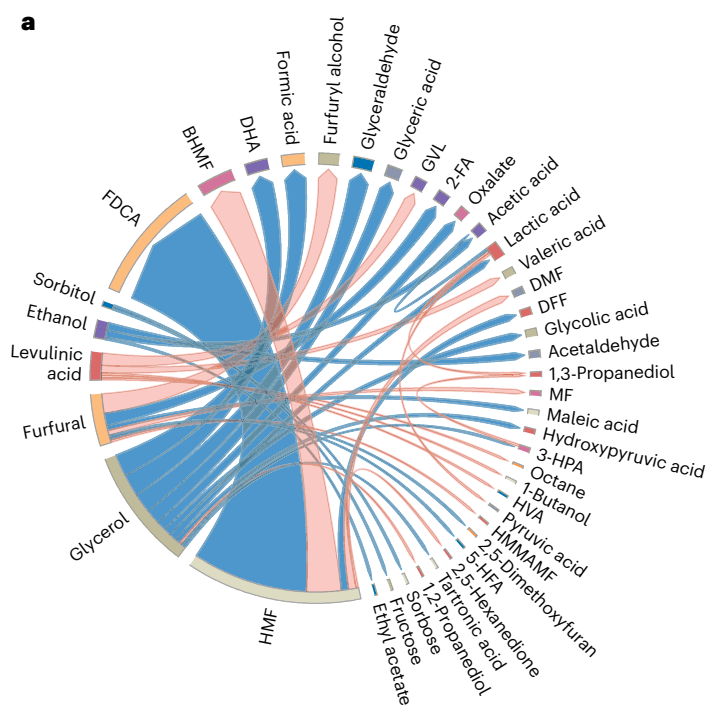 a
Formic acid
Furfuryl alcohol
Glyceraldehyde
Glyceric acid
GVL
2-FA
Oxalate
Acetic acid
Lactic acid
Valeric acid
DMF
DFF
Glycolic acid
Acetaldehyde
1,3-Propanediol
MF
Maleic acid
Hydroxypyruvic acid
3-HPA
Octane
1-Butanol
HVA
Pyruvic acid
HMMAMF
2,5-Dimethoxyfuran
5-HFA
2,5-Hexanedione
Tartronic acid
1,2-Propanediol
Sorbose
Fructose
Ethyl acetate
HMF
Glycerol
Furfural
Levulinic
acid
Ethanol
Sorbitol
FDCA
BHMF
DHA